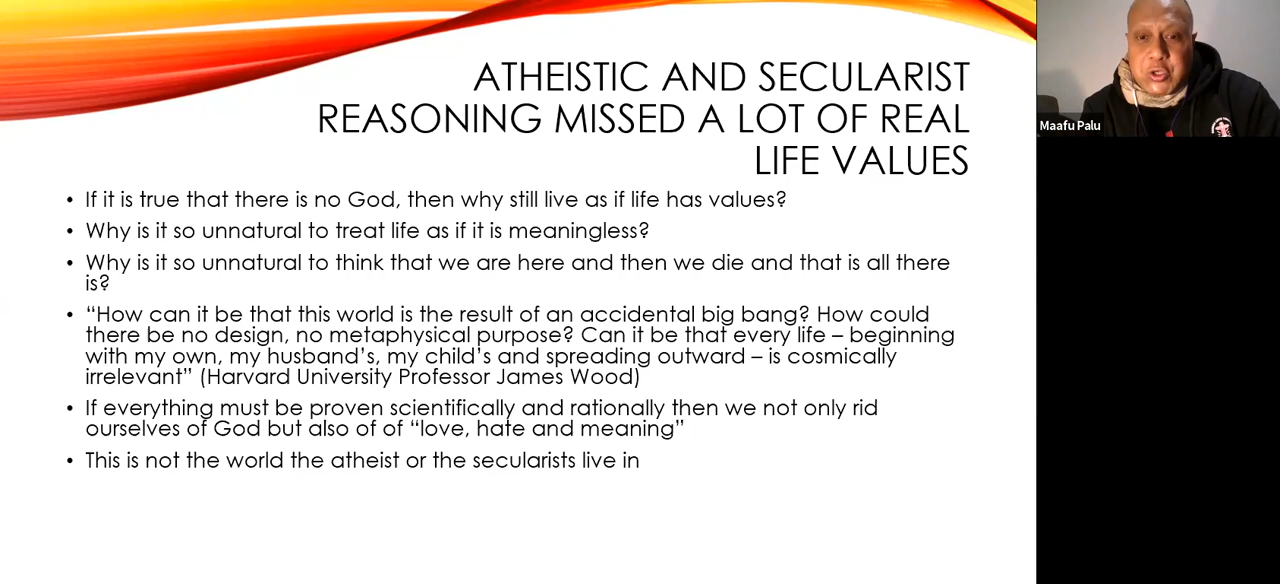 ATHEISTIC AND SECULARIST
REASONING MISSED A LOT OF REAL
LIFE VALUES
• If it is true that there is no God, then why still live as if life has values?
• Why is it so unnatural to treat life as if it is meaningless?
• Why is it so unnatural to think that we are here and then we die and that is all there
is?
• “How can it be that this world is the result of an accidental big bang? How could
there be no design, no metaphysical purpose? Can it be that every life – beginning
with my own, my husband’s, my child’s and spreading outward – is cosmically
irrelevant” (Harvard University Professor James Wood)
• If everything must be proven scientifically and rationally then we not only rid
ourselves of God but also of of “love, hate and meaning”
• This is not the world the atheist or the secularists live in
Maafu Palu